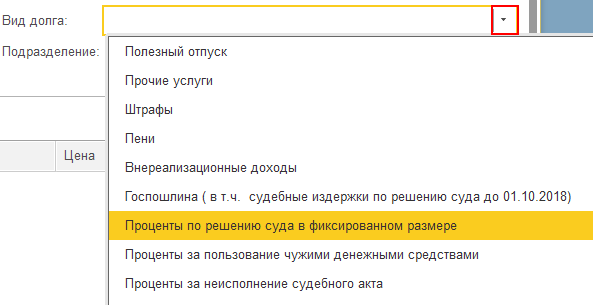 Вид долга:
Подразделение:
Полезный отпуск
Прочие услуги
Штрафы
Цена
Пени
Внереализационные доходы
Госпошлина ( в т.ч.  судебные издержки по решению суда до 01.10.2018)
Проценты по решению суда в фиксированном размере
Проценты за пользование чужими денежными средствами
Проценты за неисполнение судебного акта